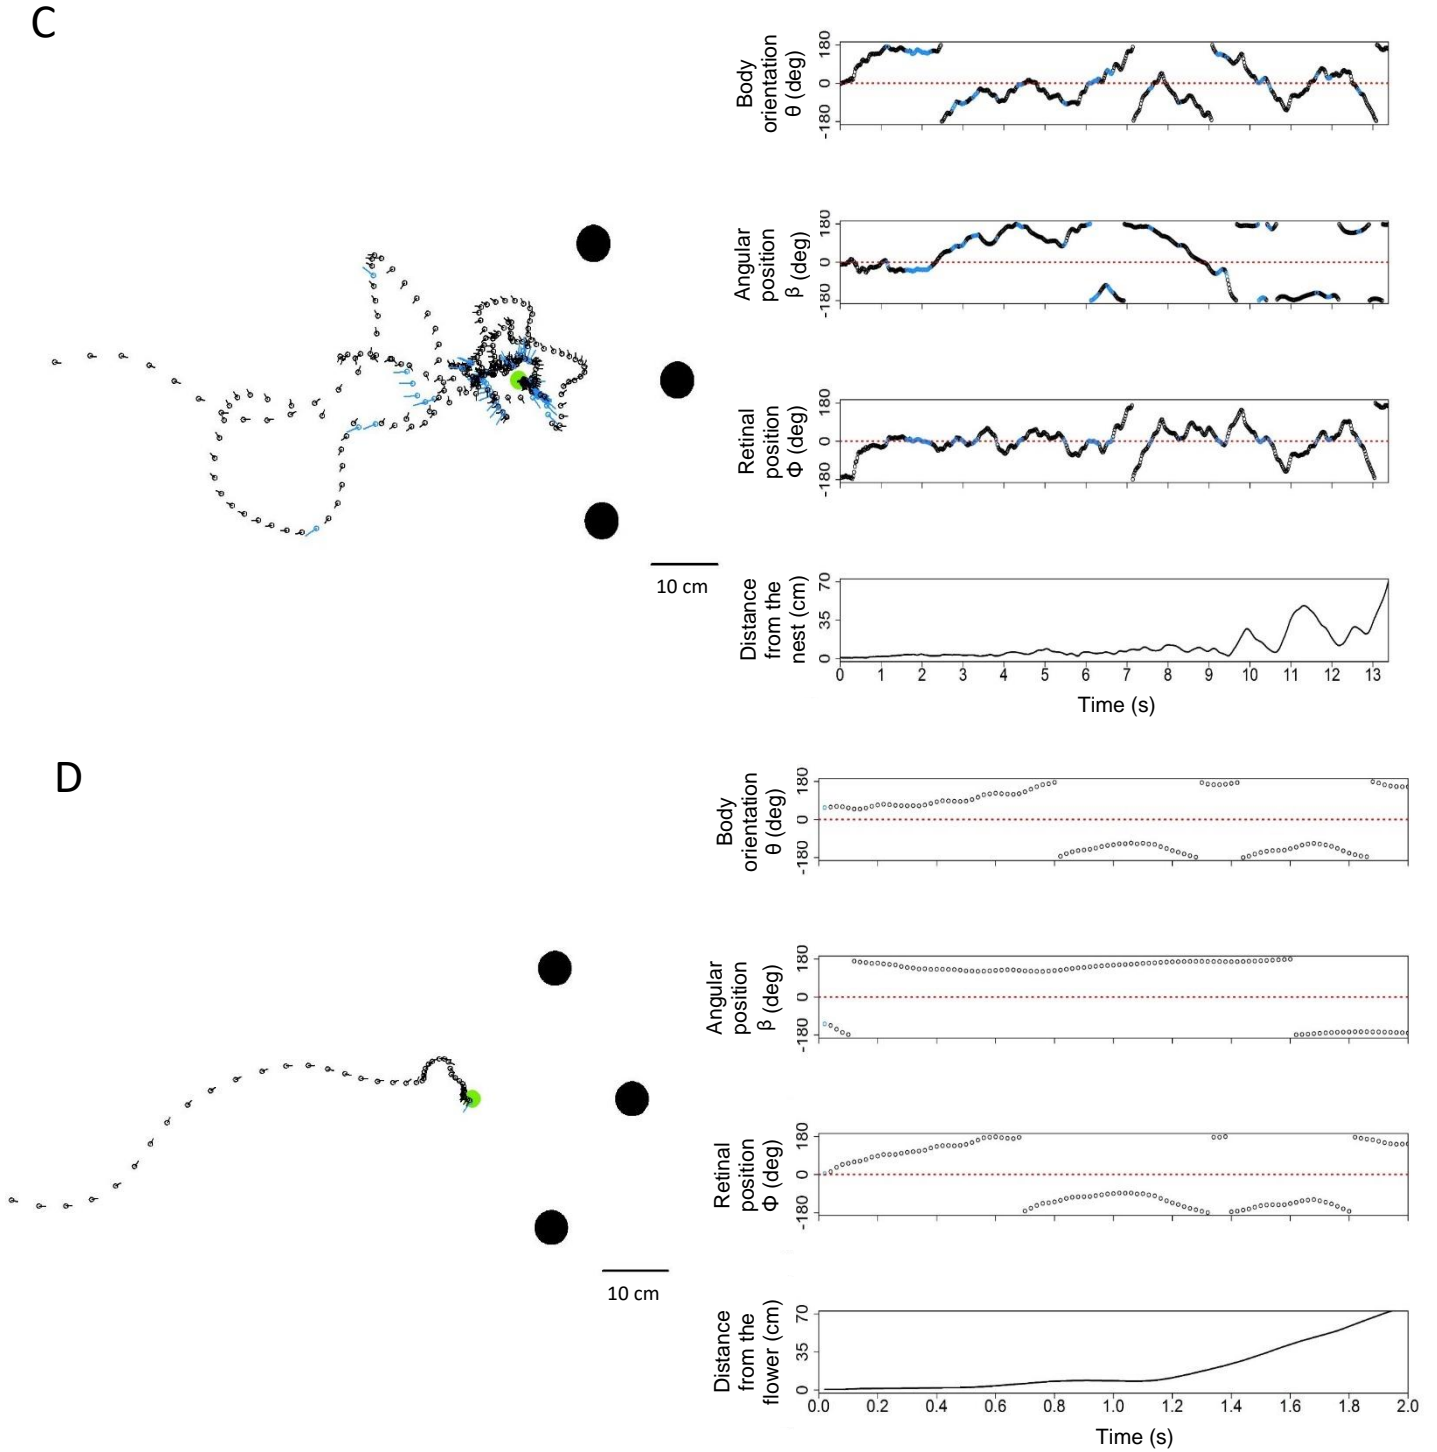 C
Body
orientation
θ (deg)
180
0
-180
Angular
position
β (deg)
180
0
-180
Retinal
position
Φ (deg)
180
0
-180
10 cm
Distance
from the
nest (cm)
70
35
0
0 1 2 3 4 5 6 7 8 9 10 11 12 13
Time (s)
D
Body
orientation
θ (deg)
180
0
-180
Angular
position
β (deg)
180
0
-180
Retinal
position
Φ (deg)
180
0
-180
10 cm
Distance
from the
flower (cm)
70
35
0
0.0 0.2 0.4 0.6 0.8 1.0 1.2 1.4 1.6 1.8 2.0
Time (s)